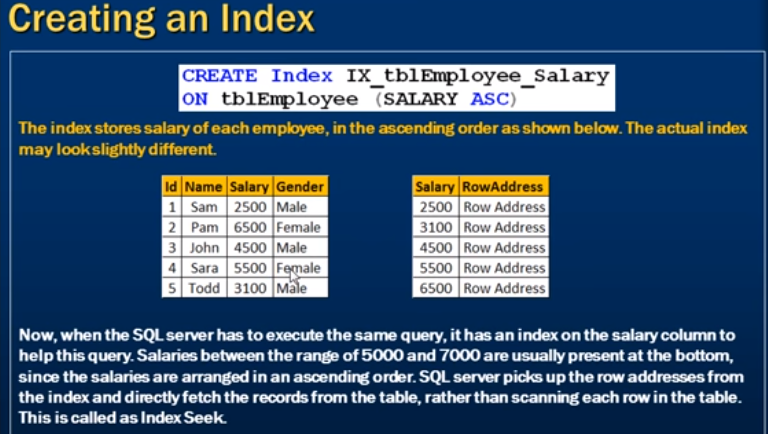 Creating an Index
CREATE Index IX_tblEmployee_Salary
ON tblEmployee (SALARY ASC)
The index stores salary of each employee, in the ascending order as shown below. The actual index
may look slightly different.
Id Name Salary Gender
1 Sam 2500 Male
2 Pam 6500 Female
3 John 4500 Male
4 Sara 5500 Female
5 Todd 3100 Male
Salary RowAddress
2500 Row Address
3100 Row Address
4500 Row Address
5500 Row Address
6500 Row Address
Now, when the SQL server has to execute the same query, it has an index on the salary column to
help this query. Salaries between the range of 5000 and 7000 are usually present at the bottom,
since the salaries are arranged in an ascending order. SQL server picks up the row addresses from
the index and directly fetch the records from the table, rather than scanning each row in the table.
This is called as Index Seek.